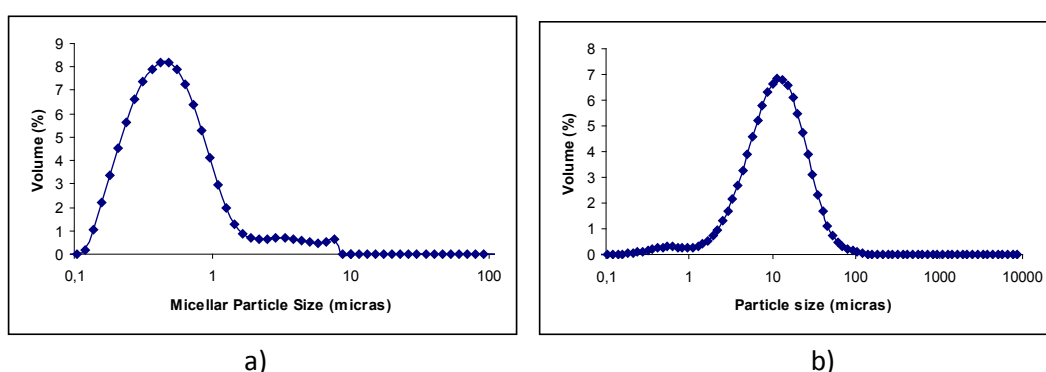 9
8
7
6
5
4
3
2
1
0
Volume (%)
0,1 1 10 100
Micellar Particle Size (micras)
a)
8
7
6
5
4
3
2
1
0
Volume (%)
0,1 1 10 100 1000 10000
Particle size (micras)
b)